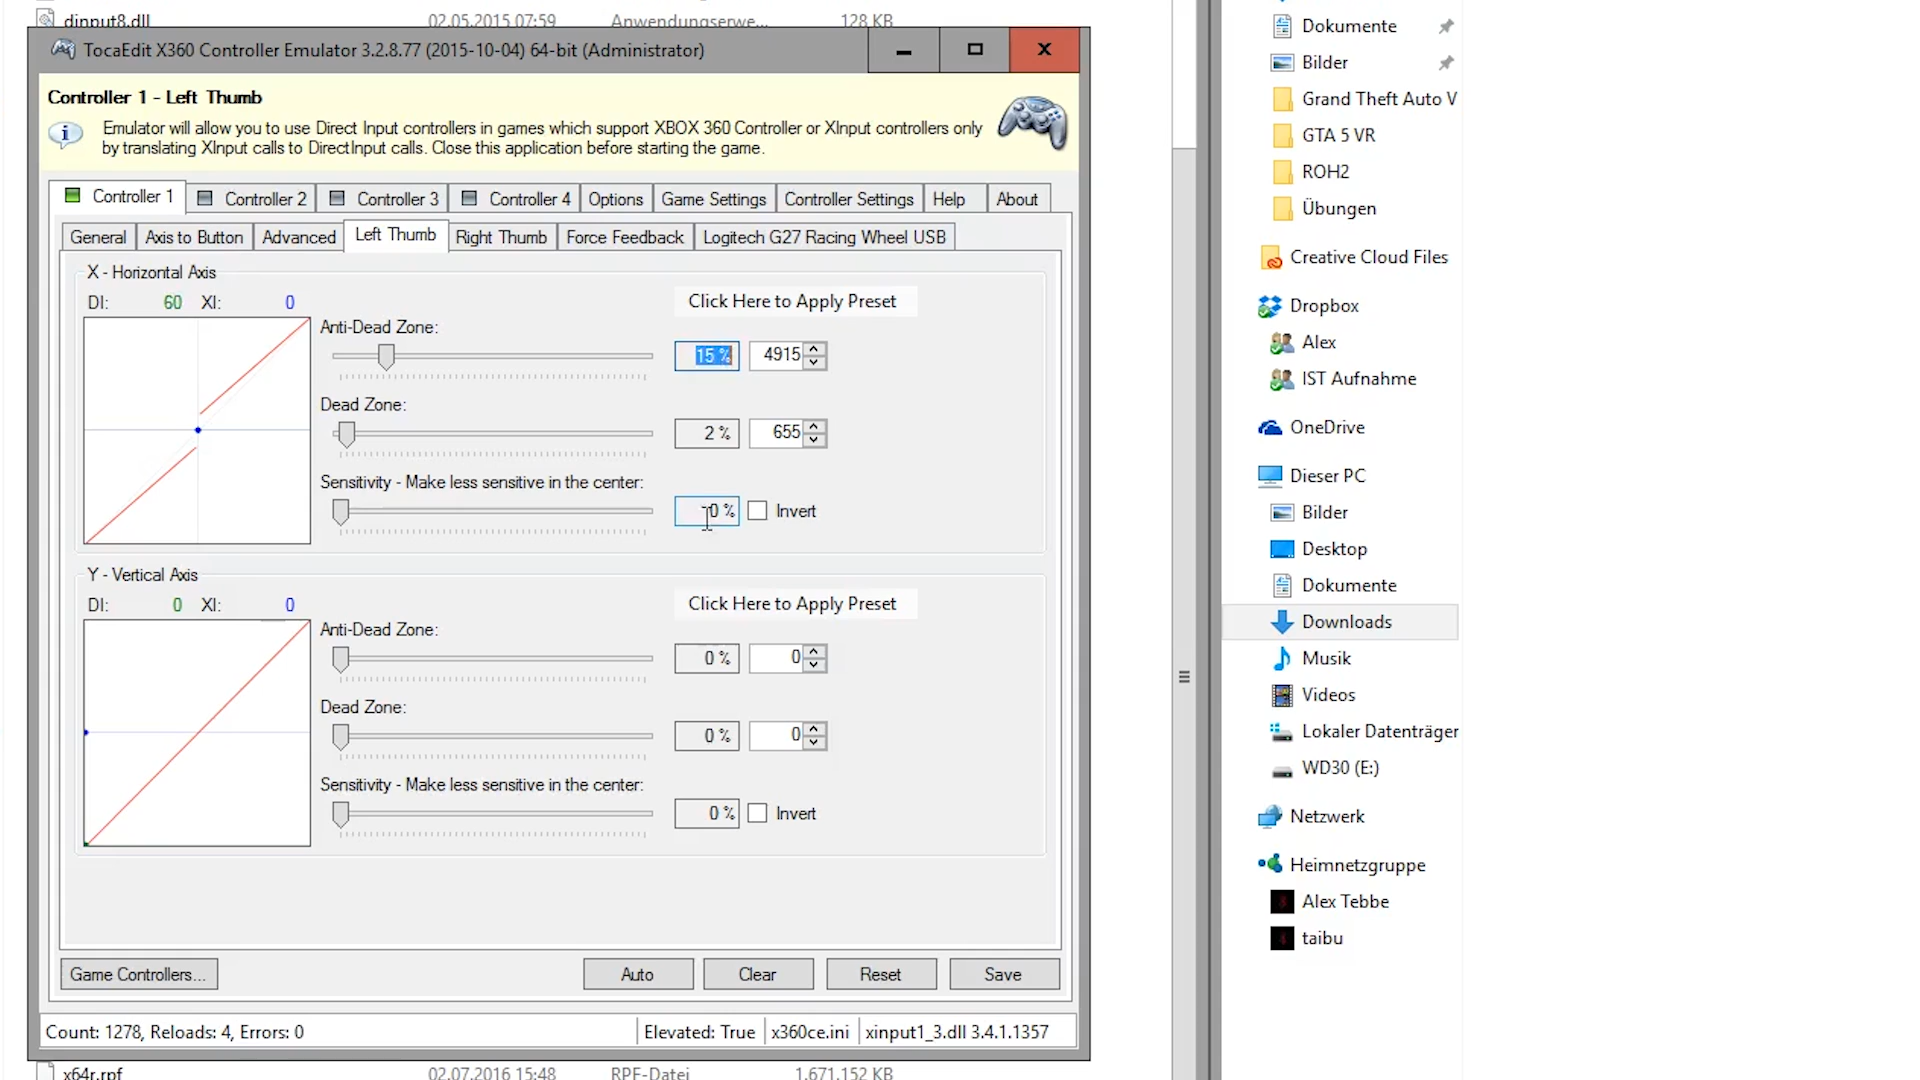 dinput8.dll 02.05.2015 07:59 Anwendungserwe... 128 KB
TocaEdit X360 Controller Emulator 3.2.8.77 (2015-10-04) 64-bit (Administrator)
Controller 1 - Left Thumb
Emulator will allow you to use Direct Input controllers in games which support XBOX 360 Controller or XInput controllers only
by translating XInput calls to DirectInput calls. Close this application before starting the game.
Controller 1 Controller 2 Controller 3 Controller 4 Options Game Settings Controller Settings Help About
General Axis to Button Advanced Left Thumb Right Thumb Force Feedback Logitech G27 Racing Wheel USB
X - Horizontal Axis
DI: 60 XI: 0 Click Here to Apply Preset
Anti-Dead Zone:
15 % 4915
Dead Zone:
2 % 655
Sensitivity - Make less sensitive in the center:
0 % Invert
Y - Vertical Axis
DI: 0 XI: 0 Click Here to Apply Preset
Anti-Dead Zone:
0 % 0
Dead Zone:
0 % 0
Sensitivity - Make less sensitive in the center:
0 % Invert
Game Controllers... Auto Clear Reset Save
Count: 1278, Reloads: 4, Errors: 0 Elevated: True x360ce.ini xinput1_3.dll 3.4.1.1357
x64r.rpf 02.07.2016 15:48 RPF-Datei 1.671.152 KB
Dokumente
Bilder
Grand Theft Auto V
GTA 5 VR
ROH2
Übungen
Creative Cloud Files
Dropbox
Alex
IST Aufnahme
OneDrive
Dieser PC
Bilder
Desktop
Dokumente
Downloads
Musik
Videos
Lokaler Datenträger
WD30 (E:)
Netzwerk
Heimnetzgruppe
Alex Tebbe
taibu